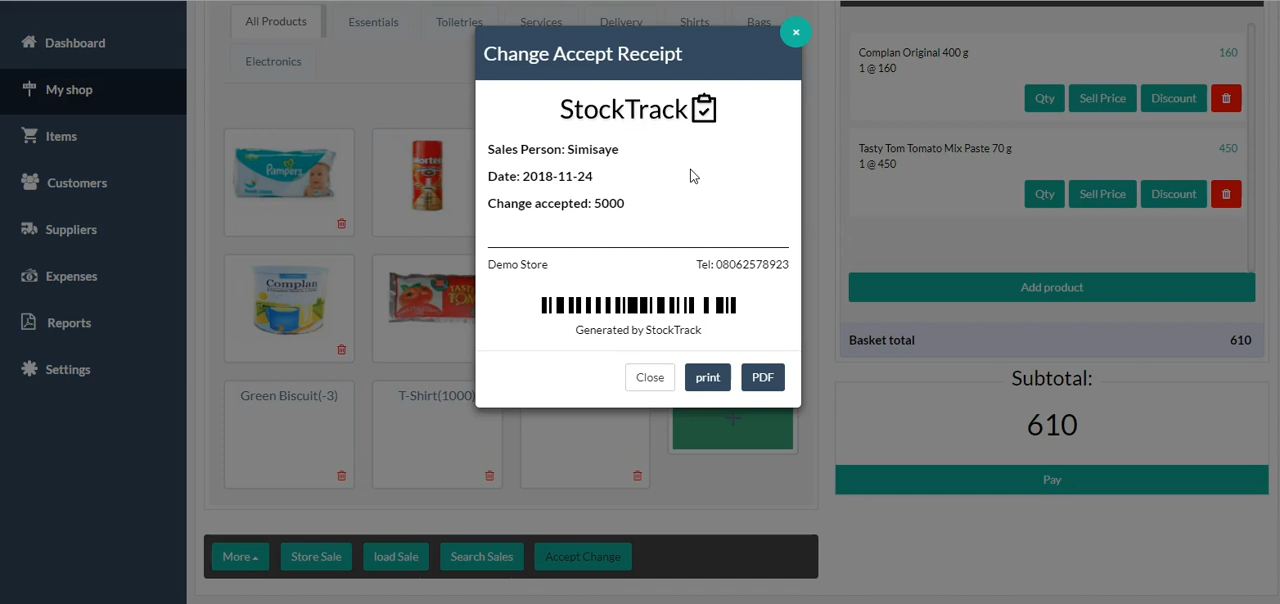 Dashboard
My shop
Items
Customers
Suppliers
Expenses
Reports
Settings
All Products
Essentials
Toiletries
Services
Delivery
Shirts
Bags
Electronics
Pampers
Complan
TOM
Green Biscuit(-3)
T-Shirt(1000)
More
Store Sale
load Sale
Search Sales
Accept Change
×
Change Accept Receipt
StockTrack
Sales Person: Simisaye
Date: 2018-11-24
Change accepted: 5000
Demo Store
Tel: 08062578923
Generated by StockTrack
Close
print
PDF
Complan Original 400 g
160
1 @ 160
Qty
Sell Price
Discount
Tasty Tom Tomato Mix Paste 70 g
450
1 @ 450
Qty
Sell Price
Discount
Add product
Basket total
610
Subtotal:
610
Pay